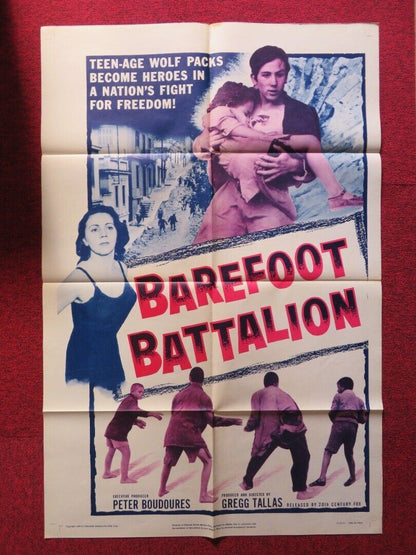 TEEN-AGE WOLF PACKS
BECOME HEROES IN
A NATION'S FIGHT
FOR FREEDOM!
BAREFOOT
BATTALION
EXECUTIVE PRODUCER
PETER BOUDOURES
PRODUCED AND DIRECTED BY
GREGG TALLAS
RELEASED BY 20th CENTURY FOX